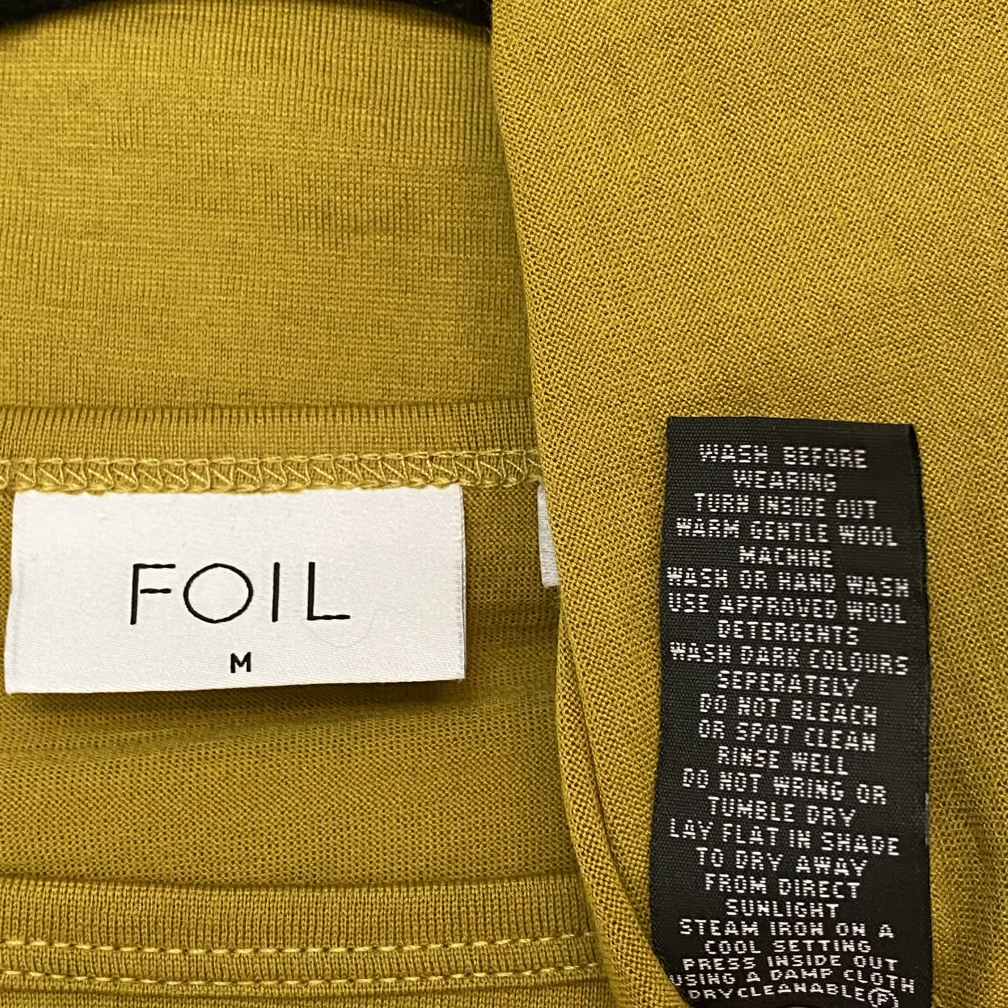 FOIL
M
WASH BEFORE
WEARING
TURN INSIDE OUT
WARM GENTLE WOOL
MACHINE
WASH OR HAND WASH
USE APPROVED WOOL
DETERGENTS
WASH DARK COLOURS
SEPERATELY
DO NOT BLEACH
OR SPOT CLEAN
RINSE WELL
DO NOT WRING OR
TUMBLE DRY
LAY FLAT IN SHADE
TO DRY AWAY
FROM DIRECT
SUNLIGHT
STEAM IRON ON A
COOL SETTING
PRESS INSIDE OUT
USING A DAMP CLOTH
DRYCLEANABLE Ⓟ